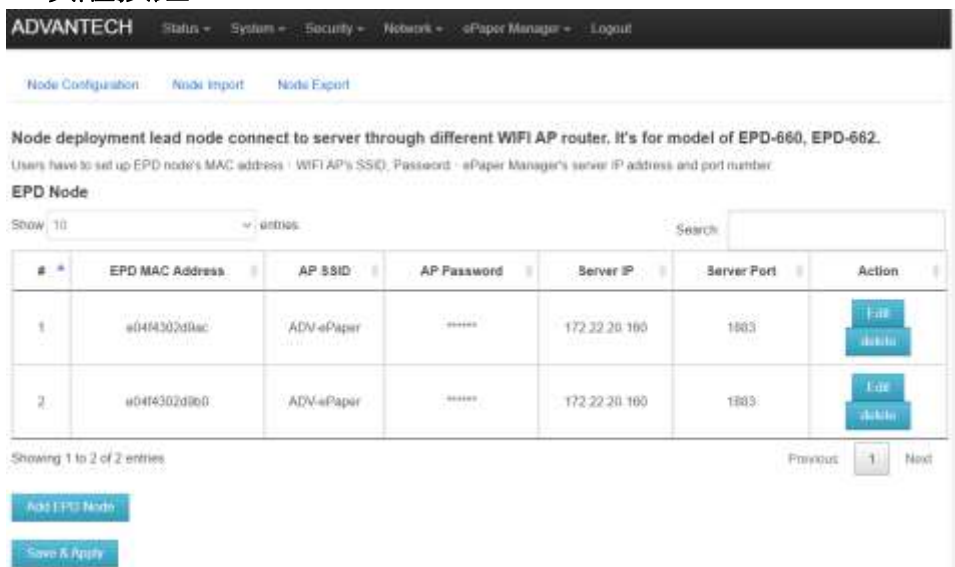 ADVANTECH Status System Security Network ePaper Manager Logout
Node Configuration Node Import Node Export
Node deployment lead node connect to server through different WIFI AP router. It's for model of EPD-660, EPD-662.
Users have to set up EPD node's MAC address · WIFI AP's SSID, Password · ePaper Manager's server IP address and port number
EPD Node
Show 10 entries Search:
# EPD MAC Address AP SSID AP Password Server IP Server Port Action
1 e04f4302d9ac ADV-ePaper ****** 172.22.20.160 1883 Edit
delete
2 e04f4302d9b0 ADV-ePaper ****** 172.22.20.160 1883 Edit
delete
Showing 1 to 2 of 2 entries Previous 1 Next
Add EPD Node
Save & Apply